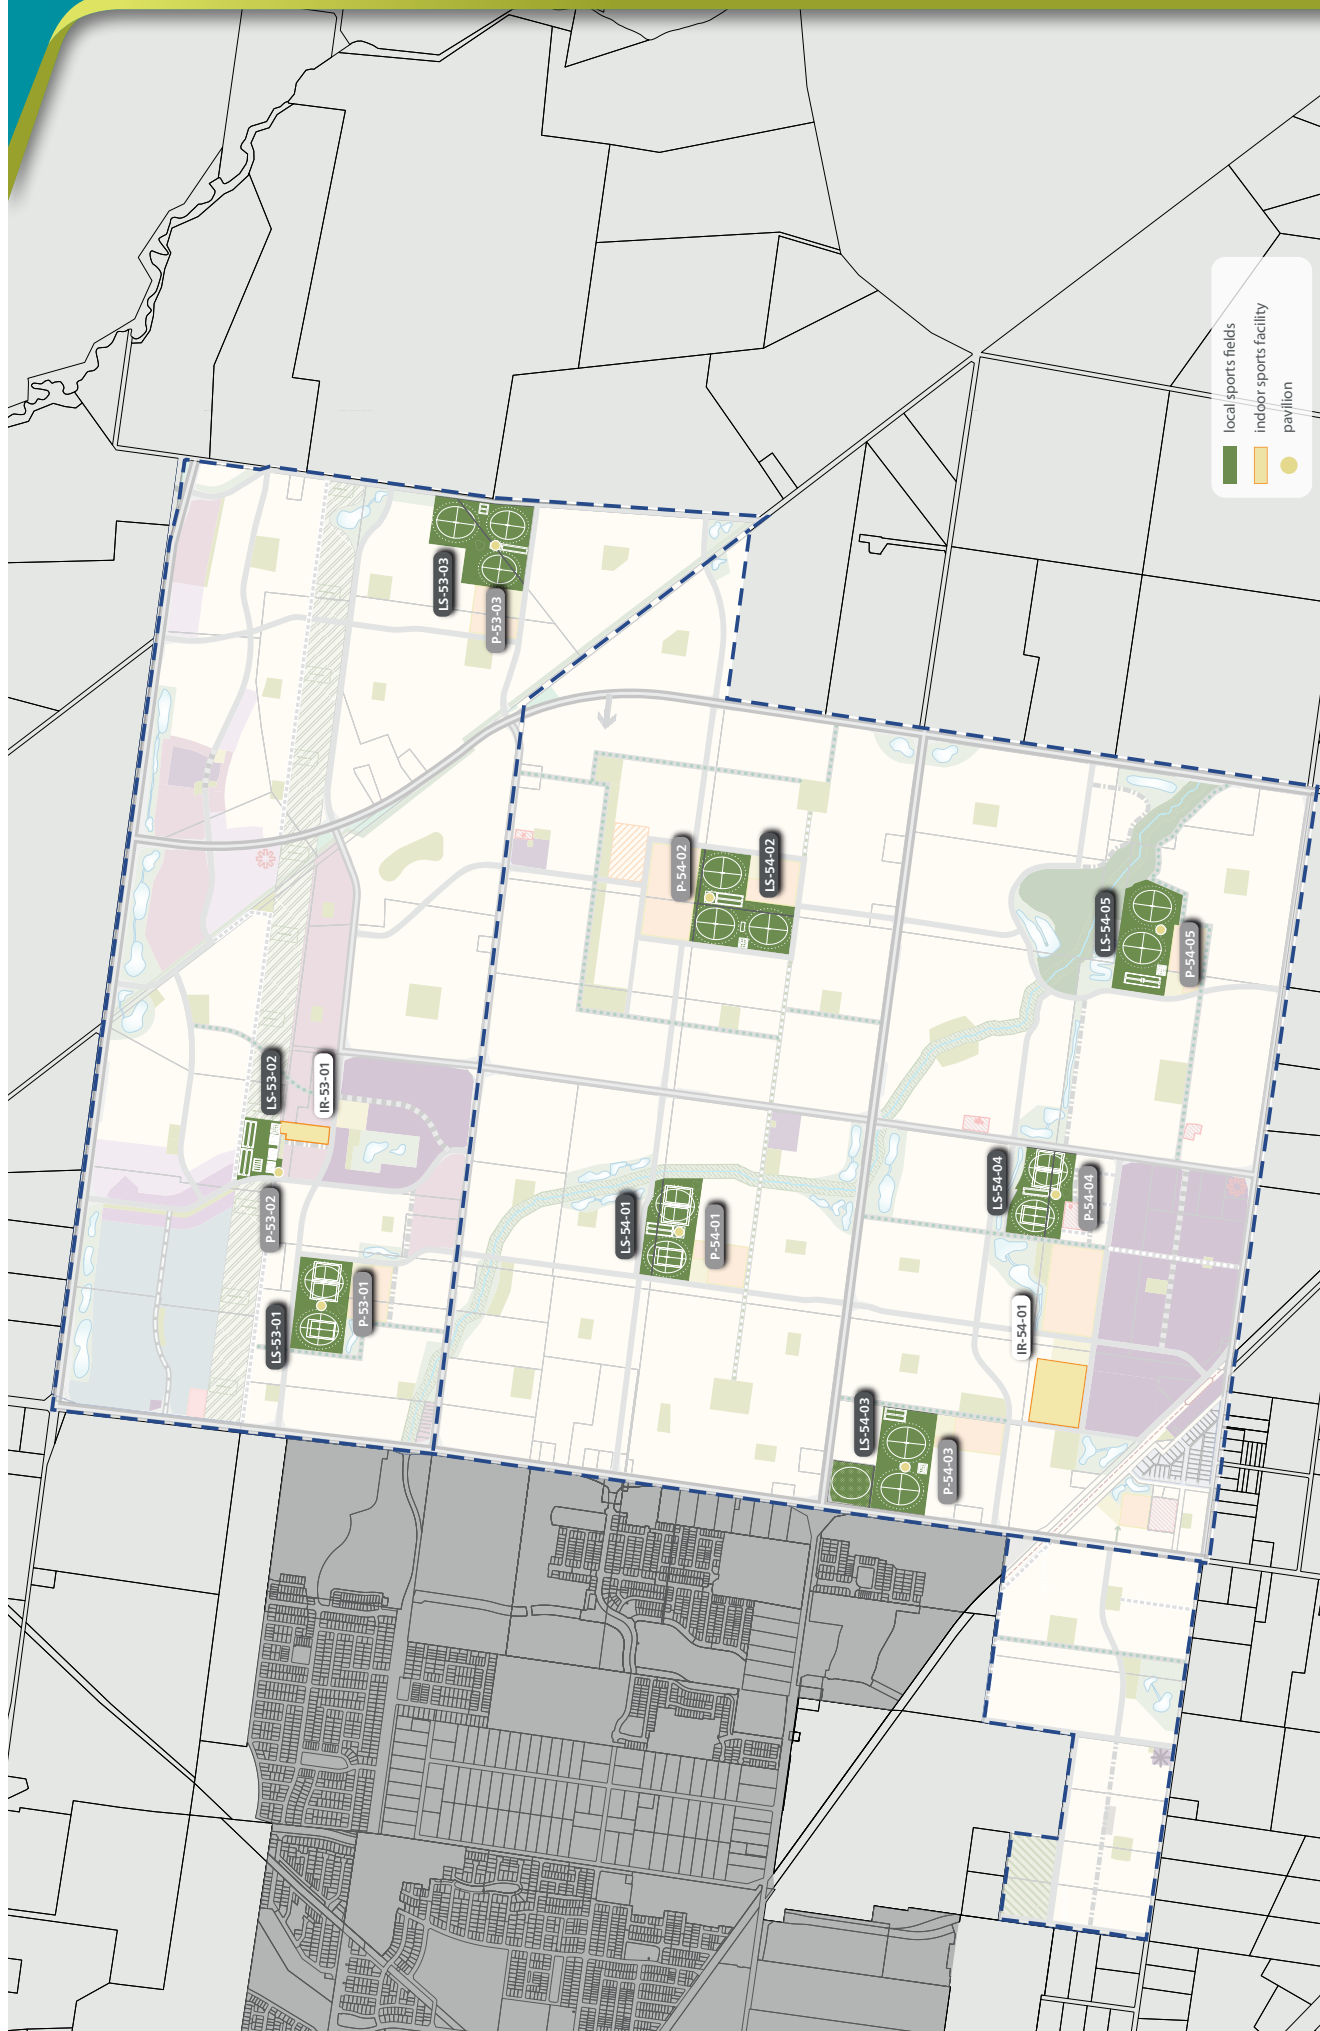 local sports fields
indoor sports facility
pavilion
LS-53-01
P-53-01
LS-53-02
P-53-02
IR-53-01
LS-53-03
P-53-03
LS-54-01
P-54-01
LS-54-02
P-54-02
LS-54-03
P-54-03
IR-54-01
LS-54-04
P-54-04
LS-54-05
P-54-05